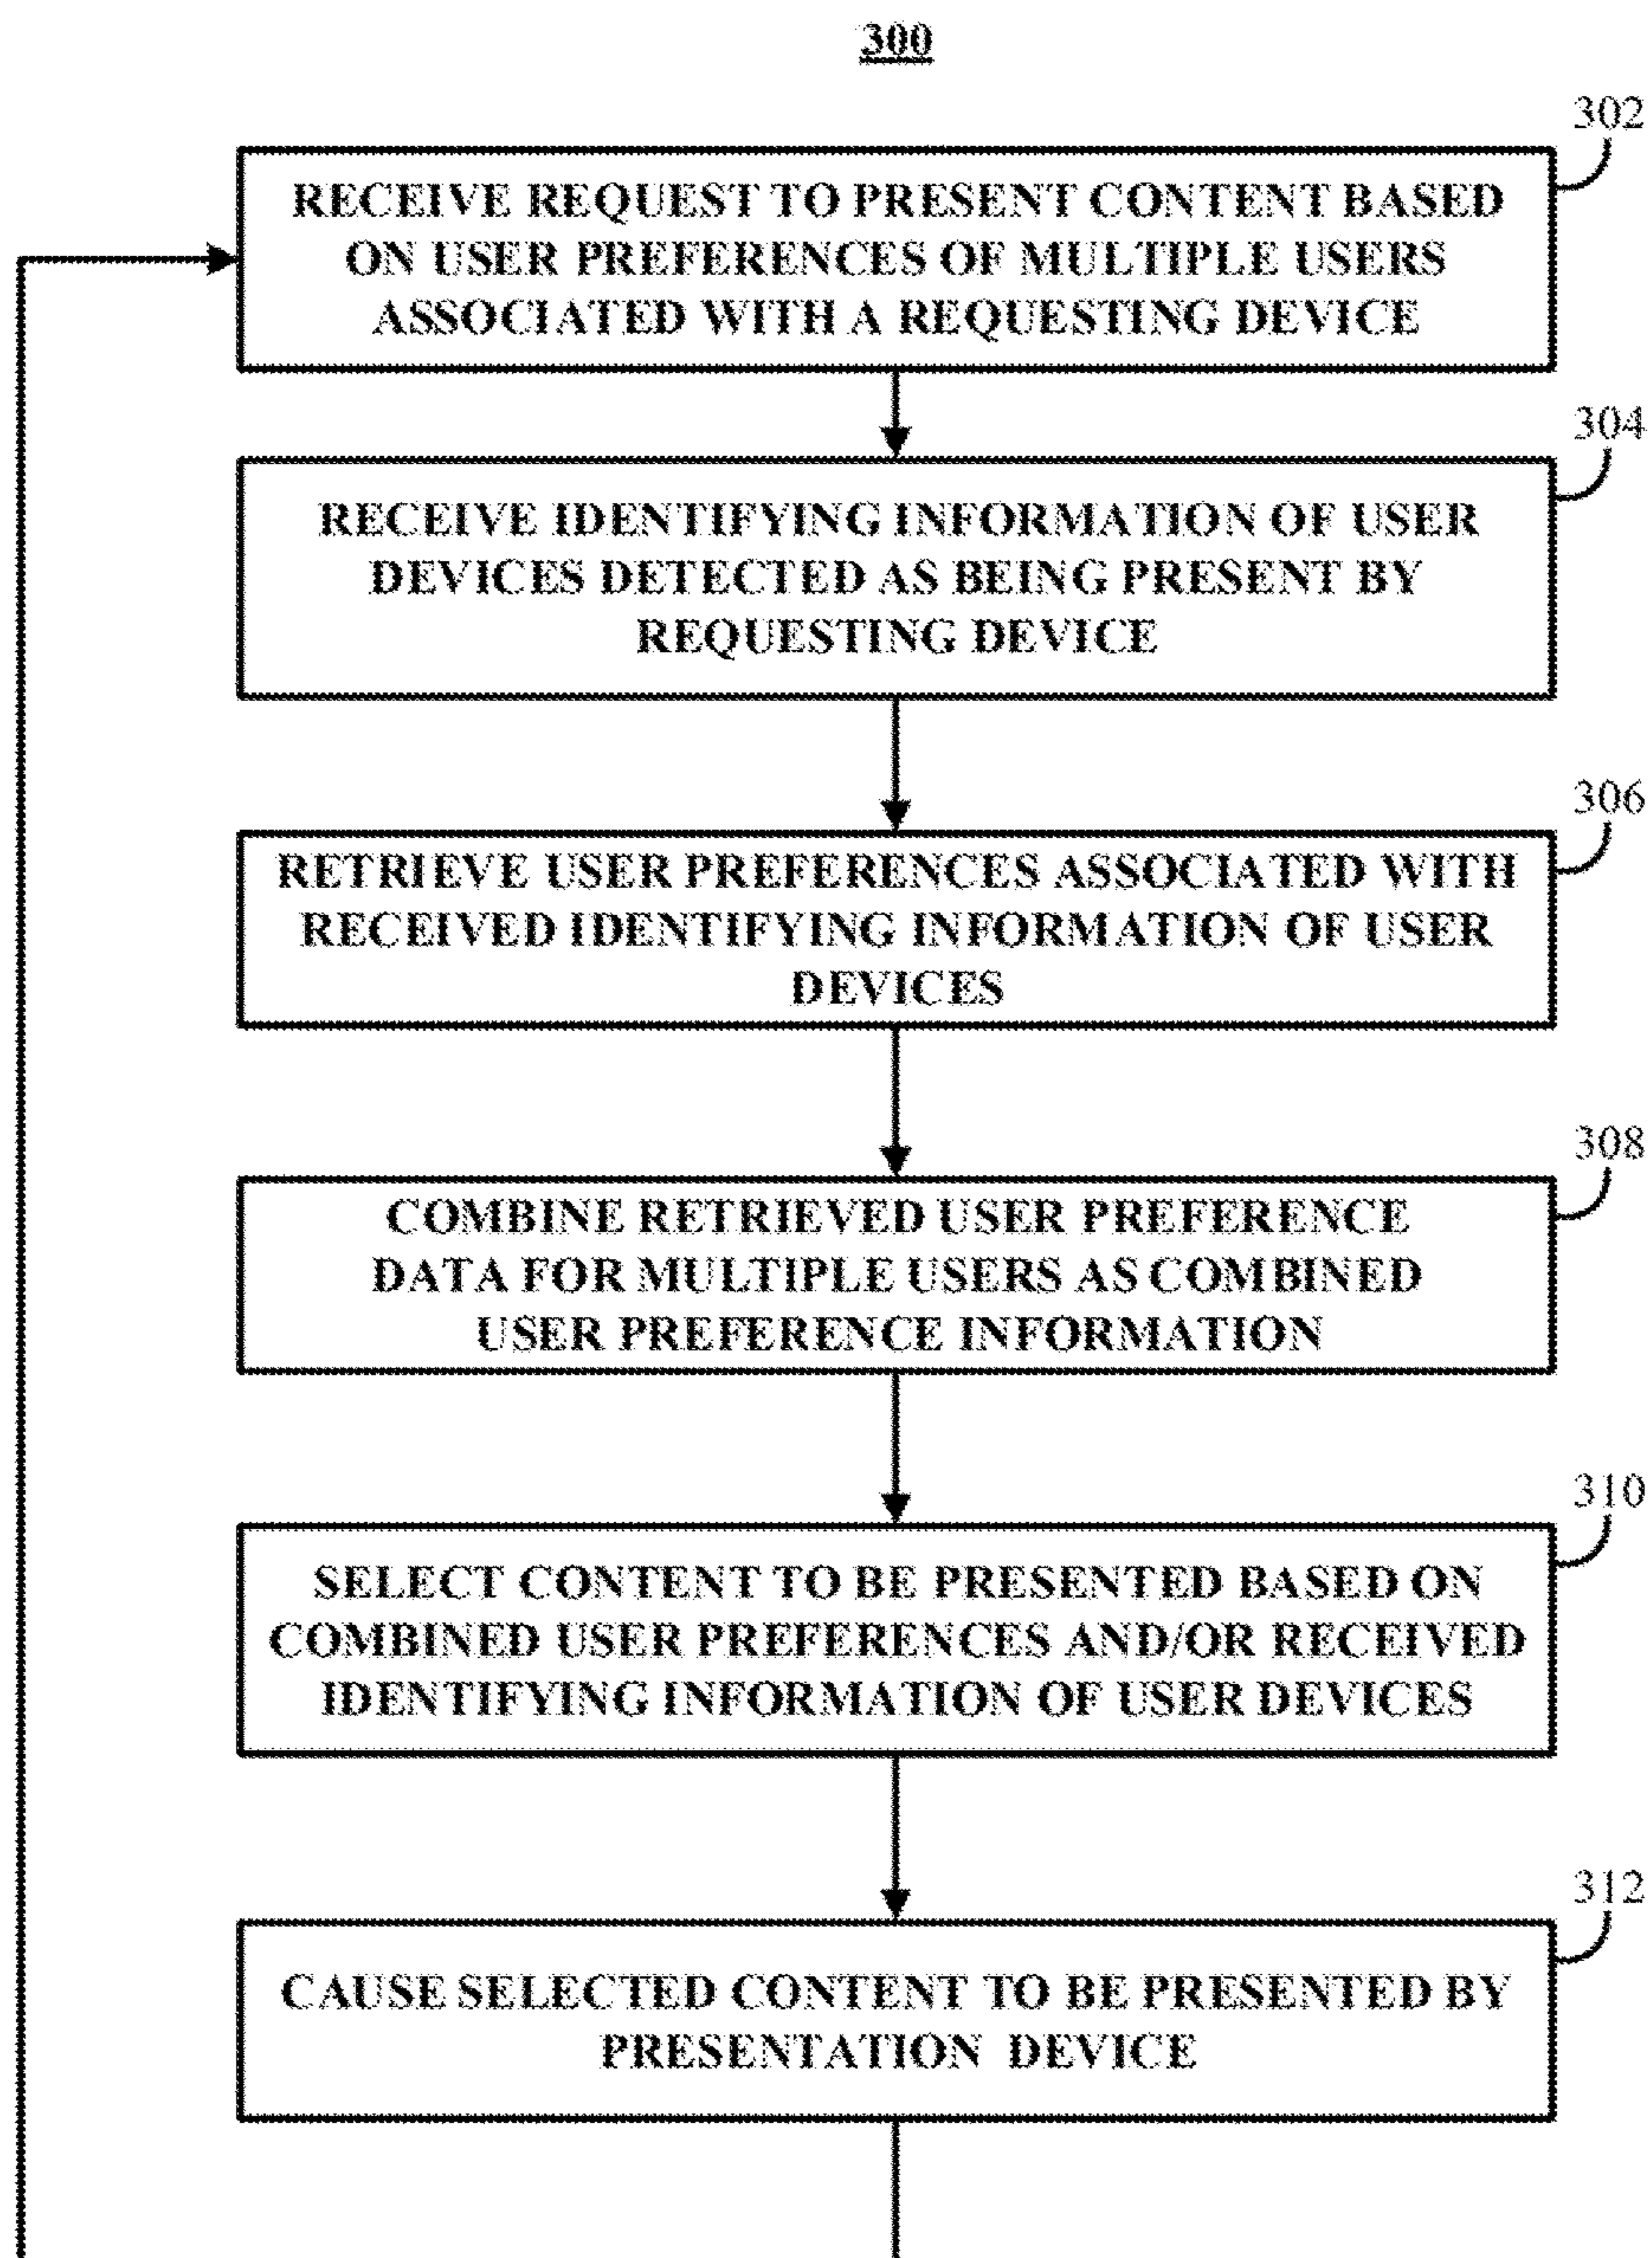 300
302
RECEIVE REQUEST TO PRESENT CONTENT BASED
ON USER PREFERENCES OF MULTIPLE USERS
ASSOCIATED WITH A REQUESTING DEVICE
304
RECEIVE IDENTIFYING INFORMATION OF USER
DEVICES DETECTED AS BEING PRESENT BY
REQUESTING DEVICE
306
RETRIEVE USER PREFERENCES ASSOCIATED WITH
RECEIVED IDENTIFYING INFORMATION OF USER
DEVICES
308
COMBINE RETRIEVED USER PREFERENCE
DATA FOR MULTIPLE USERS AS COMBINED
USER PREFERENCE INFORMATION
310
SELECT CONTENT TO BE PRESENTED BASED ON
COMBINED USER PREFERENCES AND/OR RECEIVED
IDENTIFYING INFORMATION OF USER DEVICES
312
CAUSE SELECTED CONTENT TO BE PRESENTED BY
PRESENTATION DEVICE